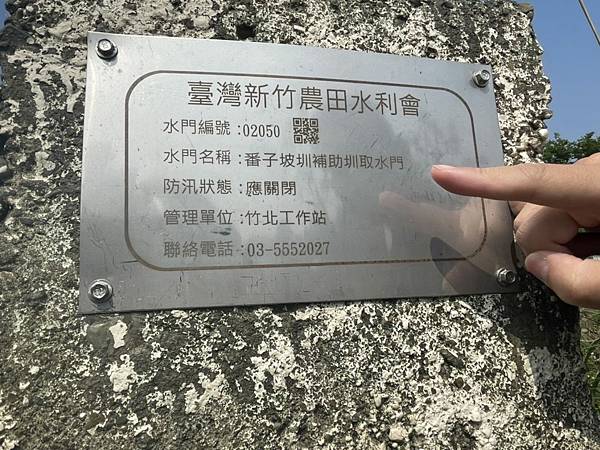 臺灣新竹農田水利會
水門編號:02050
水門名稱:番子坡圳補助圳取水門
防汛狀態:應關閉
管理單位:竹北工作站
聯絡電話:03-5552027